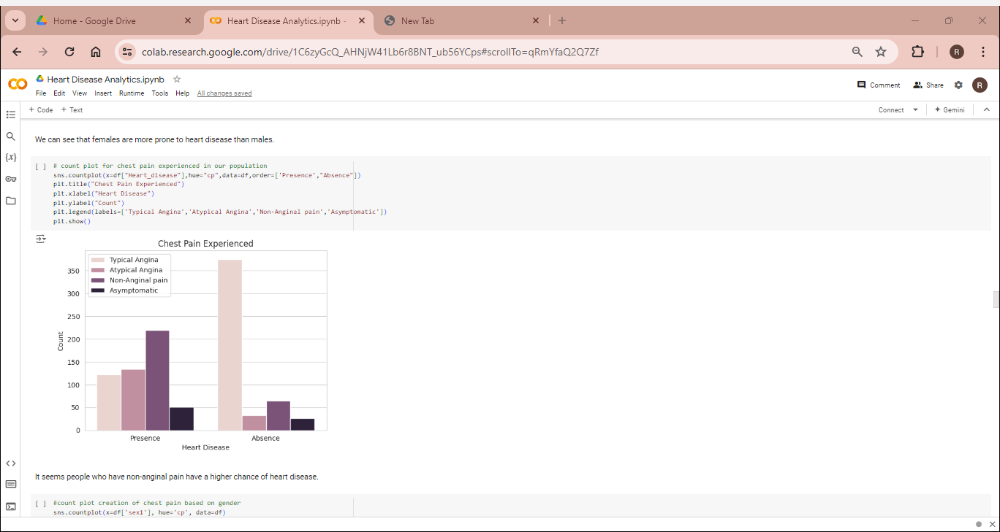 Home - Google Drive
Heart Disease Analytics.ipynb -
New Tab
colab.research.google.com/drive/1C6zyGcQ_AHNjW41Lb6r8BNT_ub56YCps#scrollTo=qRmYfaQ2Q7Zf
R
Heart Disease Analytics.ipynb
Comment
Share
R
File Edit View Insert Runtime Tools Help All changes saved
+ Code + Text
Connect
Gemini
We can see that females are more prone to heart disease than males.
{x}
[ ] # count plot for chest pain experienced in our population
sns.countplot(x=df["Heart_disease"],hue="cp",data=df,order=['Presence',"Absence"])
plt.title("Chest Pain Experienced")
plt.xlabel("Heart Disease")
plt.ylabel("Count")
plt.legend(labels=['Typical Angina','Atypical Angina','Non-Anginal pain','Asymptomatic'])
plt.show()
Chest Pain Experienced
Typical Angina
Atypical Angina
Non-Anginal pain
Asymptomatic
350
300
250
200
150
100
50
0
Count
Presence Absence
Heart Disease
It seems people who have non-anginal pain have a higher chance of heart disease.
[ ] #count plot creation of chest pain based on gender
sns.countplot(x=df['sex1'], hue='cp', data=df)